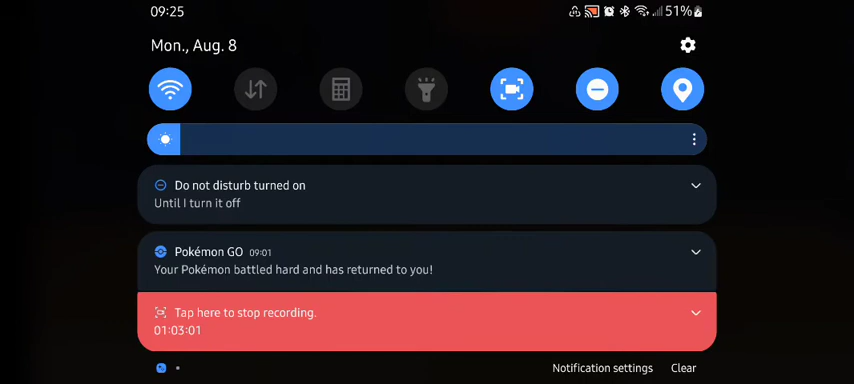 09:25
51%
Mon., Aug. 8
Do not disturb turned on
Until I turn it off
Pokémon GO 09:01
Your Pokémon battled hard and has returned to you!
Tap here to stop recording.
01:03:01
Notification settings Clear